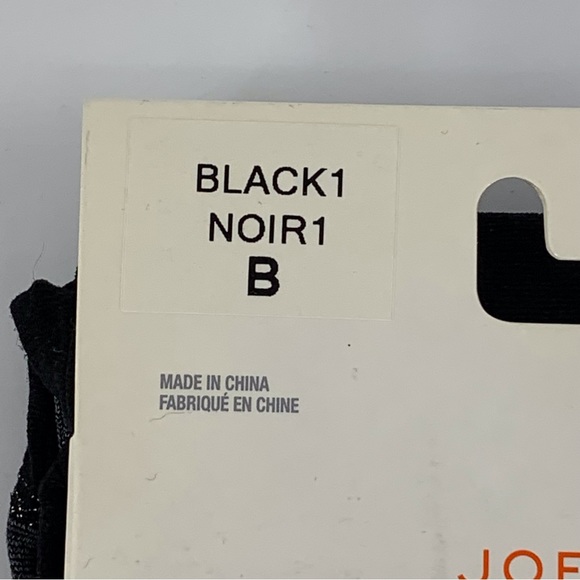 BLACK1
NOIR1
B
MADE IN CHINA
FABRIQUÉ EN CHINE